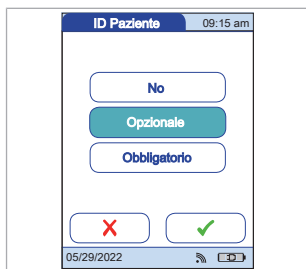 ID Paziente 09:15 am
No
Opzionale
Obbligatorio
05/29/2022